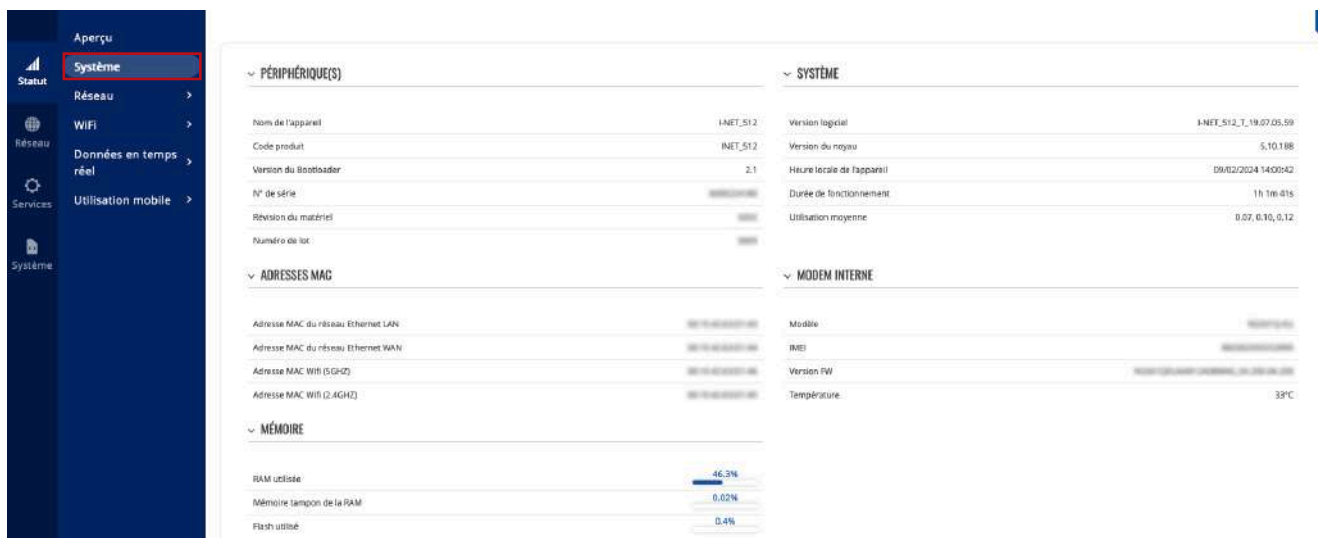 Statut
Réseau
Services
Système
Aperçu
Système
Réseau
WiFi
Données en temps
réel
Utilisation mobile
PÉRIPHÉRIQUE(S)
Nom de l'appareil I-NET_512
Code produit INET_512
Version du Bootloader 2.1
N° de série
Révision du matériel
Numéro de lot
ADRESSES MAC
Adresse MAC du réseau Ethernet LAN
Adresse MAC du réseau Ethernet WAN
Adresse MAC Wifi (5GHZ)
Adresse MAC Wifi (2.4GHZ)
MÉMOIRE
RAM utilisée 46.3%
Mémoire tampon de la RAM 0.02%
Flash utilisé 0.4%
SYSTÈME
Version logiciel I-NET_512_T_19.07.05.59
Version du noyau 5.10.188
Heure locale de l'appareil 09/02/2024 14:00:42
Durée de fonctionnement 1h 1m 41s
Utilisation moyenne 0.07, 0.10, 0.12
MODEM INTERNE
Modèle
IMEI
Version FW
Température 33°C